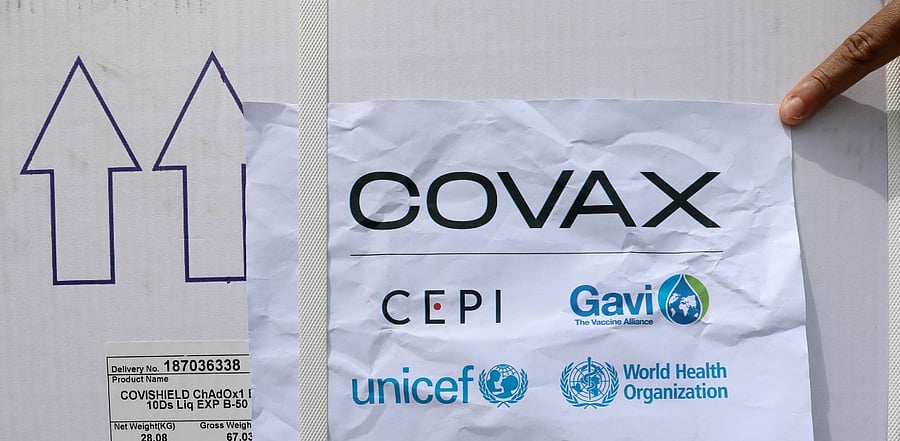 COVAX
CEPI
Gavi
The Vaccine Alliance
unicef
World Health
Organization
Delivery No. 187036338
Product Name
COVISHIELD ChAdOx1
10Ds Liq EXP B-50
Net Weight(KG) Gross Weigh
28.08 67.03